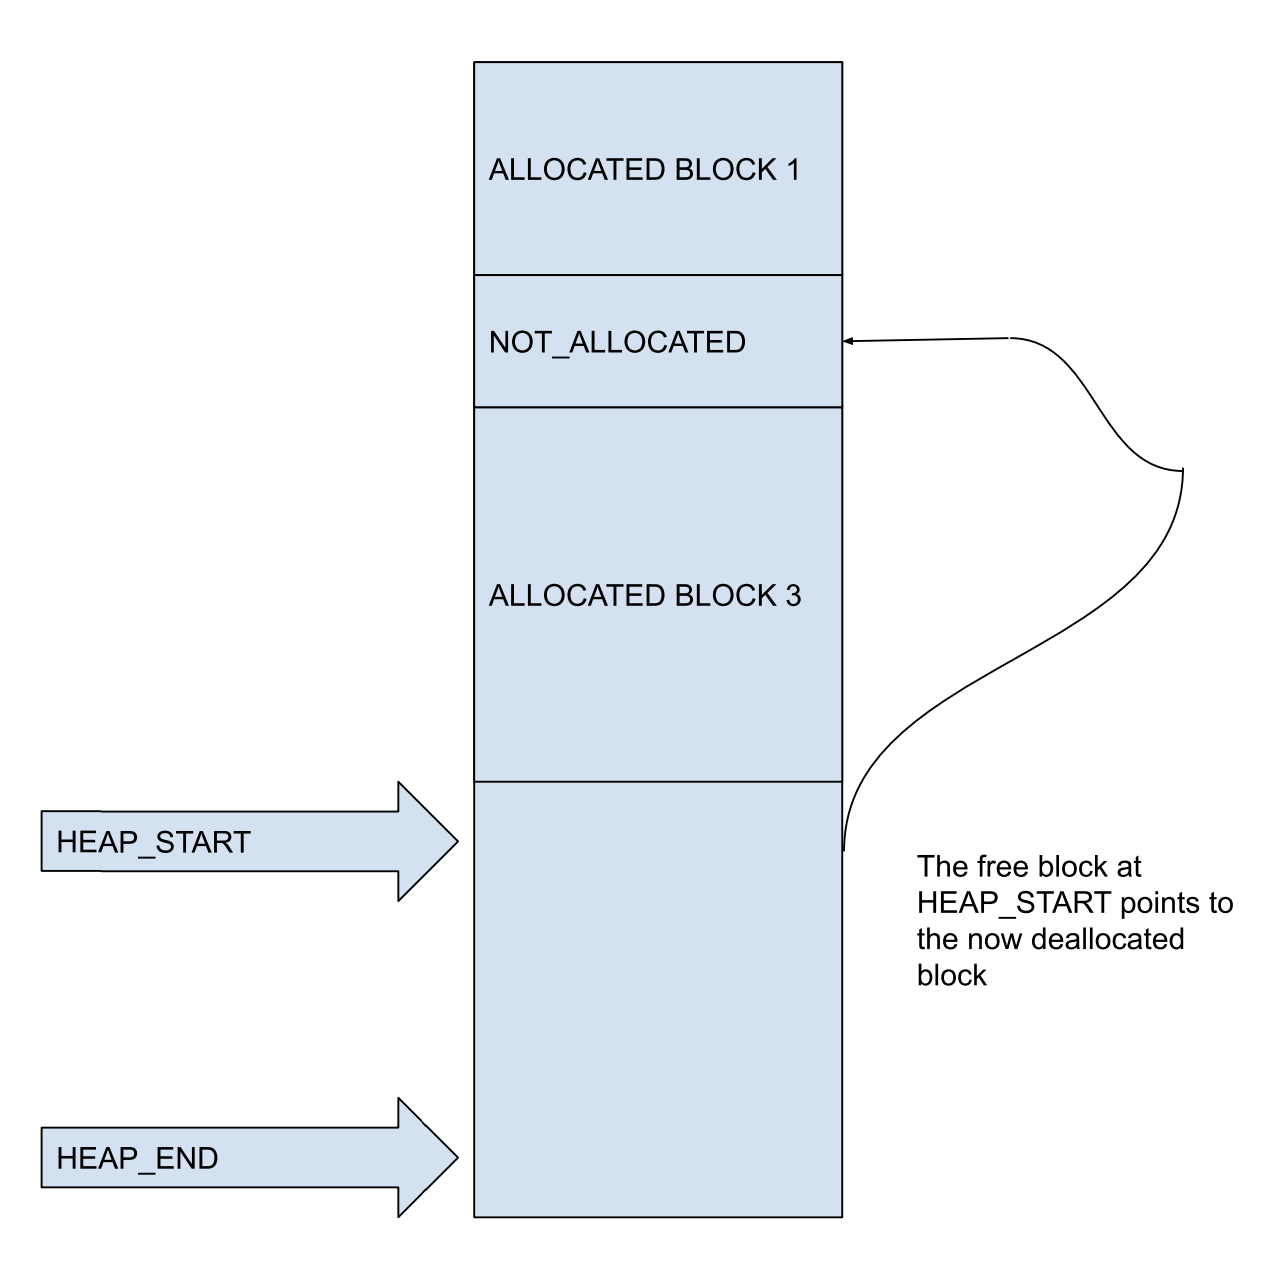 ALLOCATED BLOCK 1
NOT_ALLOCATED
ALLOCATED BLOCK 3
HEAP_START
The free block at
HEAP_START points to
the now deallocated
block
HEAP_END